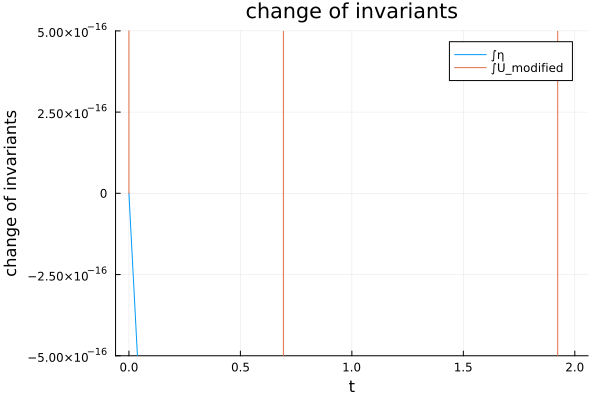 change of invariants
change of invariants
5.00×10⁻¹⁶
2.50×10⁻¹⁶
0
−2.50×10⁻¹⁶
−5.00×10⁻¹⁶
∫η
∫U_modified
0.0 0.5 1.0 1.5 2.0
t